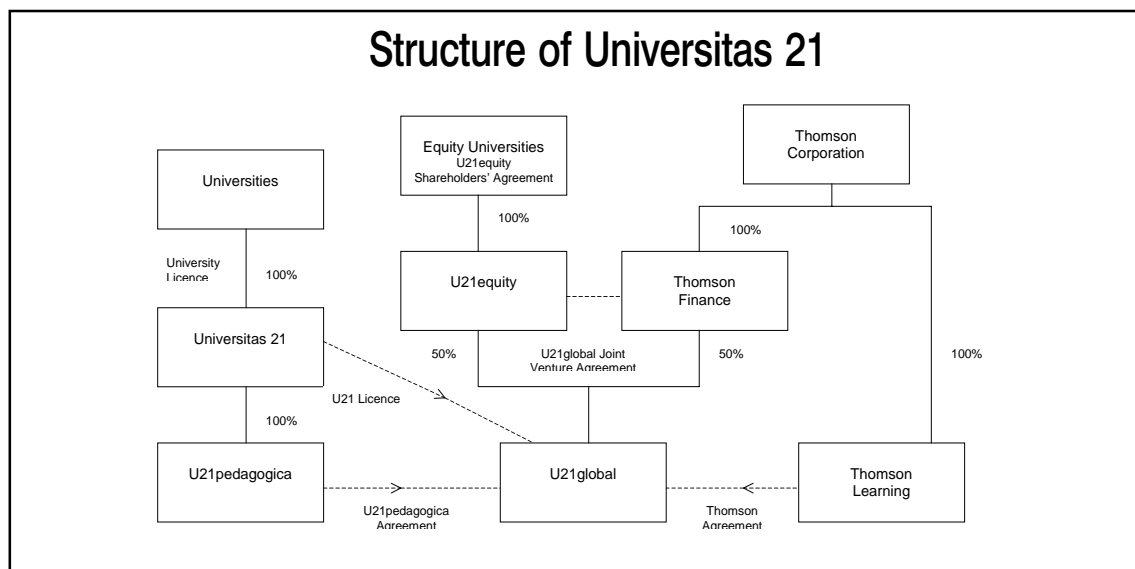 Structure of Universitas 21
Thomson
Corporation
Equity Universities
U21equity
Shareholders' Agreement
Universities
100%
100%
University
Licence
100%
U21equity
Thomson
Finance
Universitas 21
50%
U21global Joint
Venture Agreement
50%
100%
U21 Licence
100%
U21pedagogica
U21global
Thomson
Learning
U21pedagogica
Agreement
Thomson
Agreement